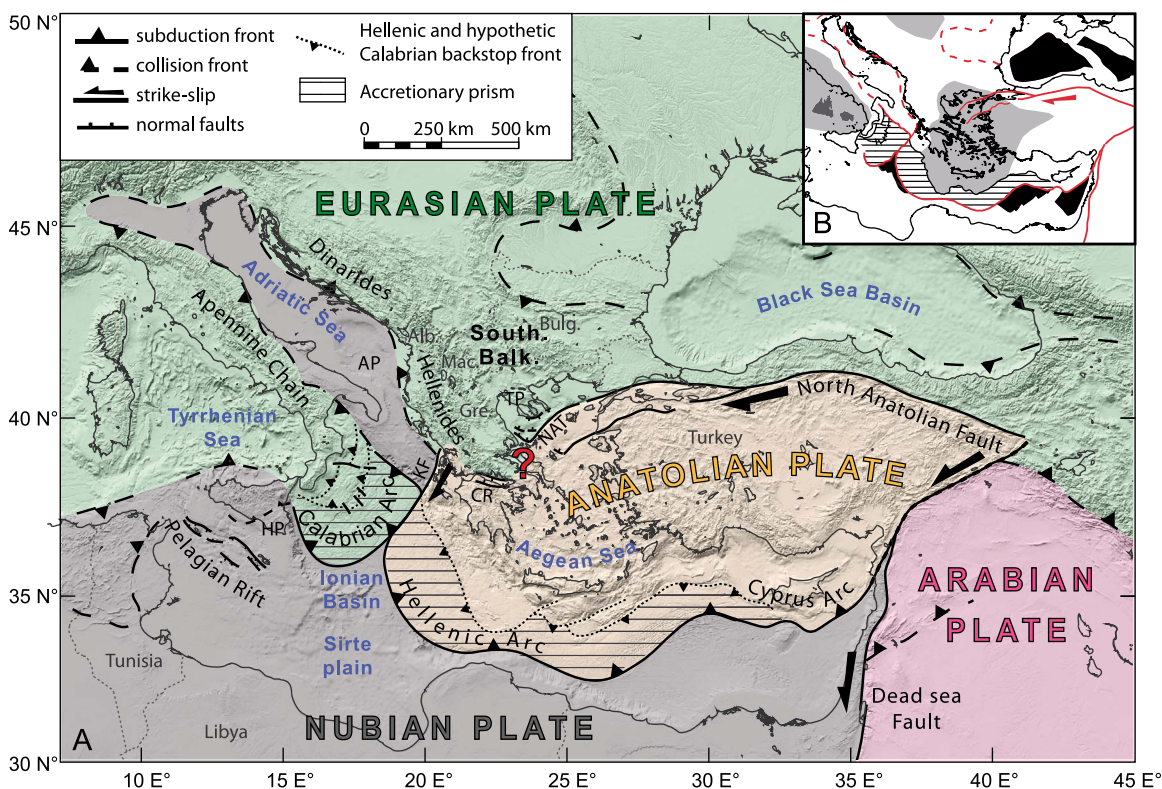 50 N°
45 N°
40 N°
35 N°
30 N°
subduction front
collision front
strike-slip
normal faults
Hellenic and hypothetic
Calabrian backstop front
Accretionary prism
0 250 km 500 km
B
EURASIAN PLATE
Dinarides
Adriatic Sea
Apennine Chain
Black Sea Basin
Alb.
Bulg.
South.
Balk.
Mac.
AP
Hellenides
TP
Gre.
NAT
North Anatolian Fault
Tyrrhenian
Sea
Turkey
?
ANATOLIAN PLATE
KF
CR
Calabrian Arc
HP
Pelagian Rift
Aegean Sea
Ionian
Basin
Hellenic Arc
Cyprus Arc
ARABIAN
PLATE
Sirte
plain
Tunisia
Dead sea
Fault
Libya
NUBIAN PLATE
A
10 E°
15 E°
20 E°
25 E°
30 E°
35 E°
40 E°
45 E°